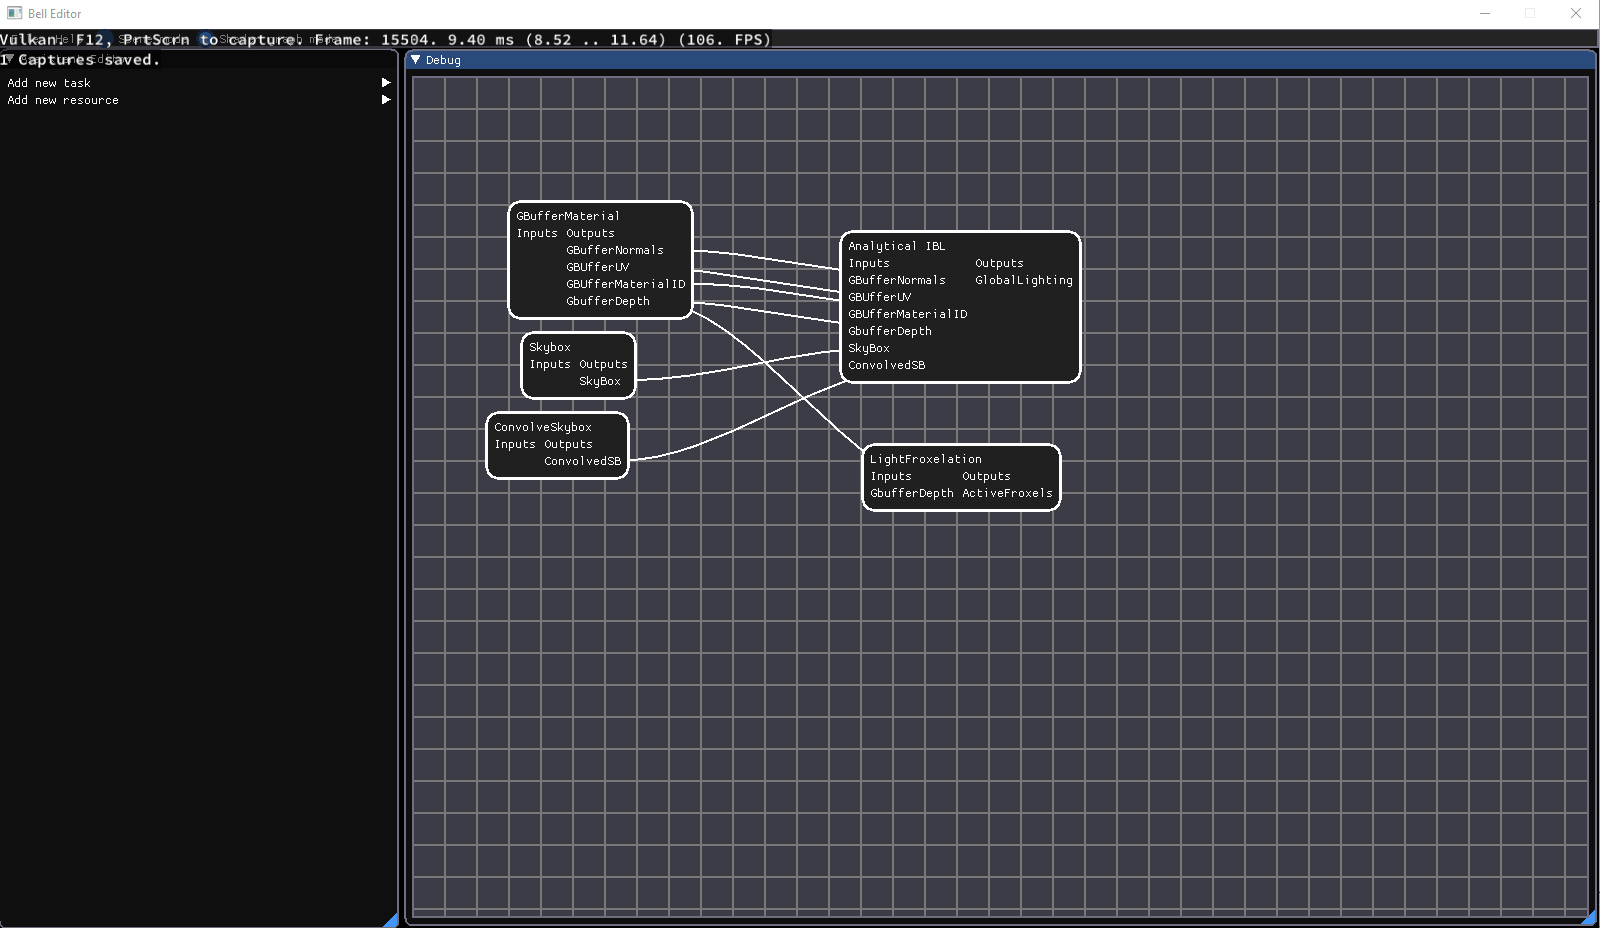 Bell Editor
Vulkan. F12, PrtScrn to capture. Frame: 15504. 9.40 ms (8.52 .. 11.64) (106. FPS)
1 Captures saved.
Add new task
Add new resource
Debug
GBufferMaterial
Inputs Outputs
GBufferNormals
GBUfferUV
GBUfferMaterialID
GbufferDepth
Skybox
Inputs Outputs
SkyBox
ConvolveSkybox
Inputs Outputs
ConvolvedSB
Analytical IBL
Inputs Outputs
GBufferNormals GlobalLighting
GBUfferUV
GBUfferMaterialID
GbufferDepth
SkyBox
ConvolvedSB
LightFroxelation
Inputs Outputs
GbufferDepth ActiveFroxels